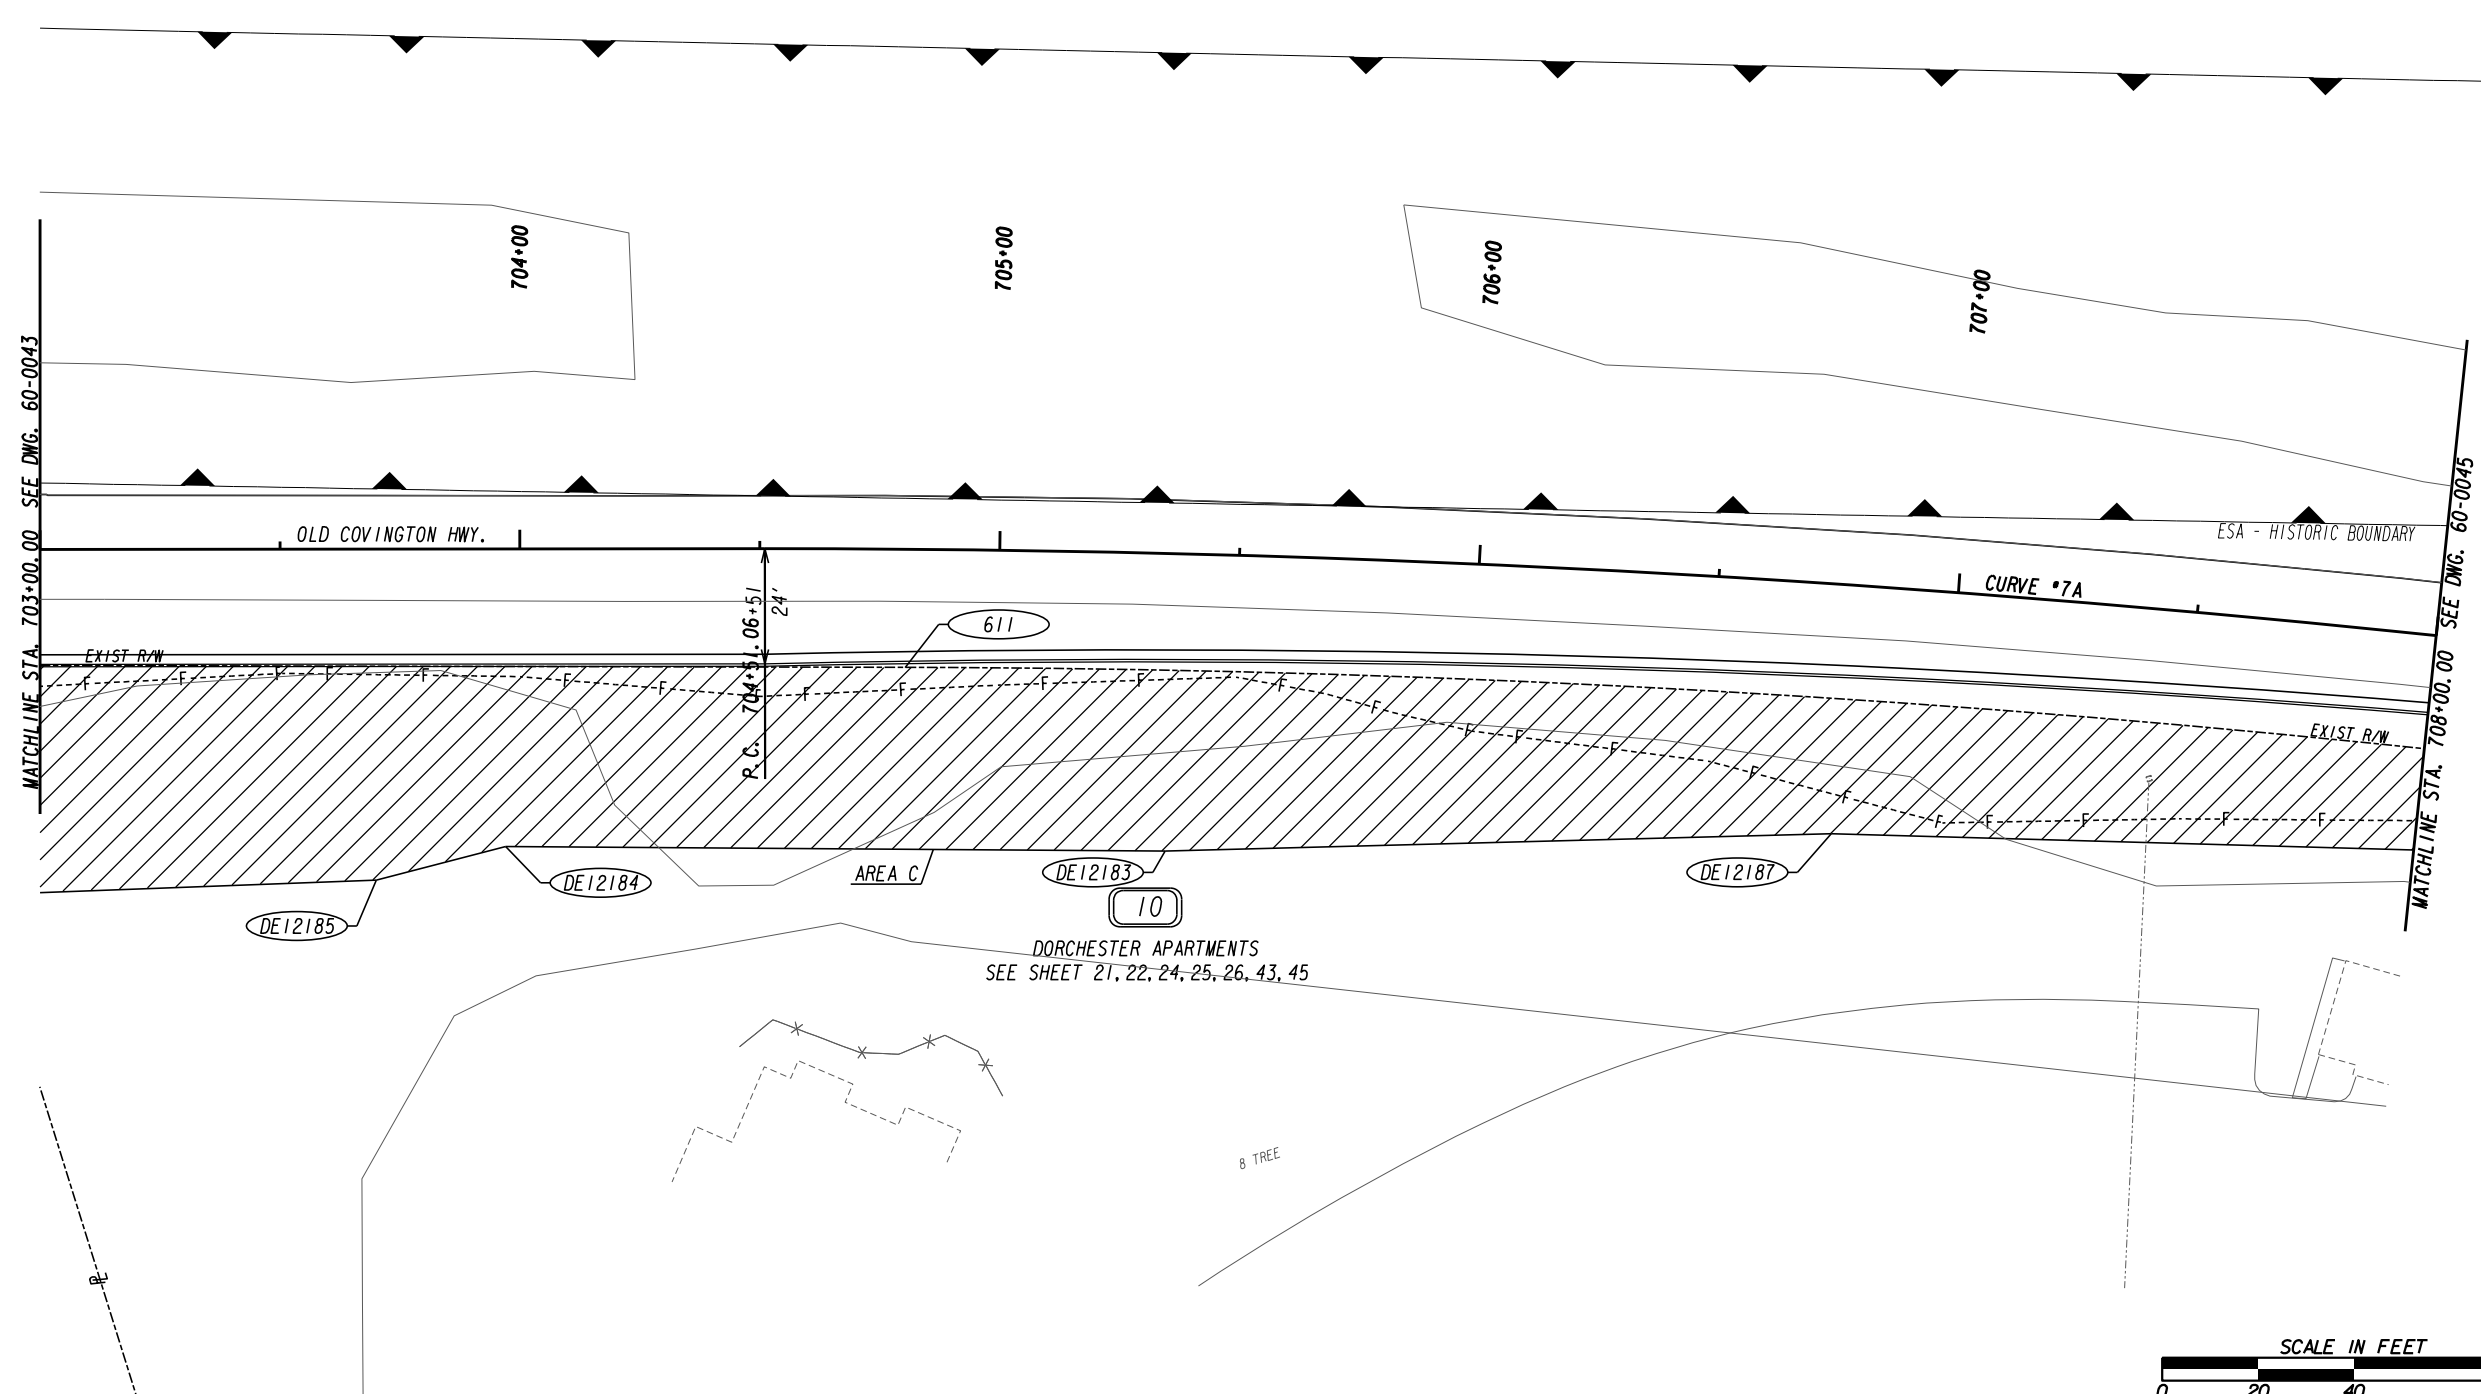 704+00
705+00
706+00
707+00
MATCHLINE STA. 703+00.00 SEE DWG. 60-0043
OLD COVINGTON HWY.
ESA - HISTORIC BOUNDARY
CURVE #7A
MATCHLINE STA. 708+00.00 SEE DWG. 60-0045
R.C. 704+51.06+51
24'
611
EXIST R/W
F F F F F F F F F F F F F F F F F F F F F F F F F
EXIST R/W
DE12185
DE12184
AREA C
DE12183
DE12187
10
DORCHESTER APARTMENTS
SEE SHEET 21,22,24,25,26,43,45
8 TREE
PL
SCALE IN FEET
0 20 40